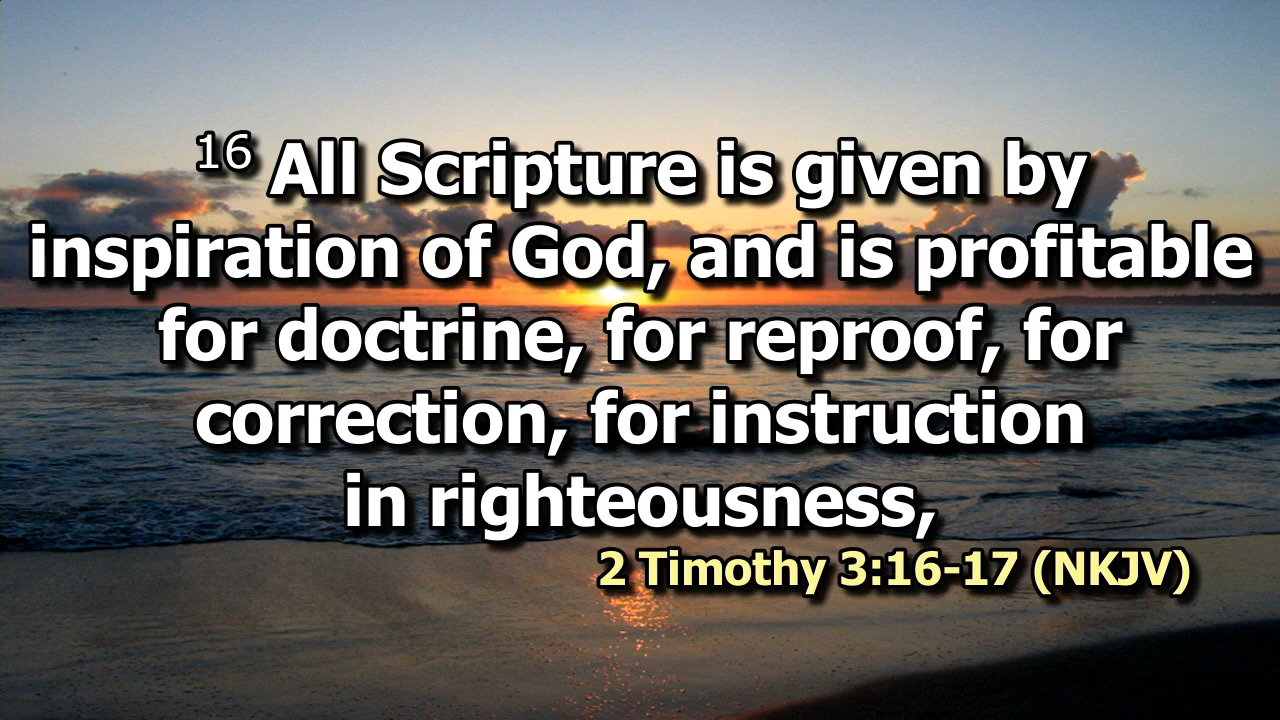 16 All Scripture is given by
inspiration of God, and is profitable
for doctrine, for reproof, for
correction, for instruction
in righteousness,
2 Timothy 3:16-17 (NKJV)